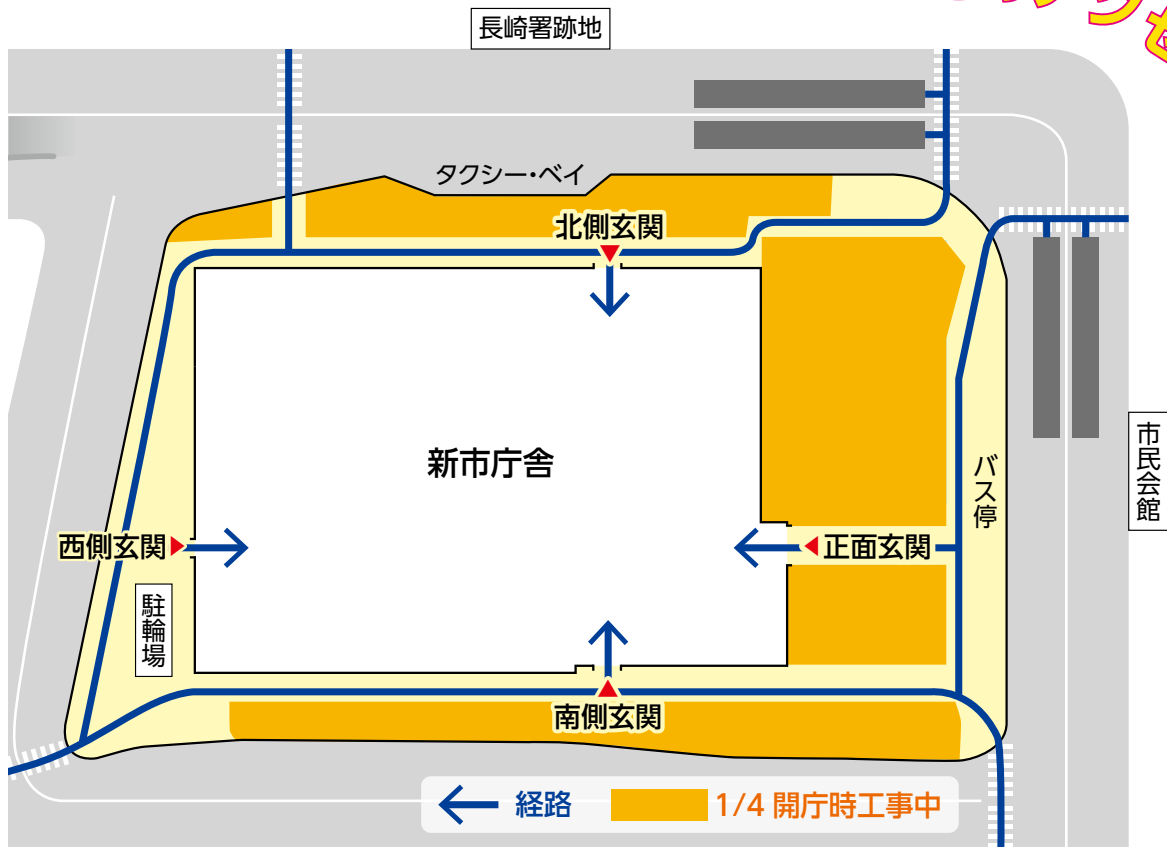 長崎署跡地
タクシー・ベイ
北側玄関
新市庁舎
バス停
市民会館
西側玄関
正面玄関
駐輪場
南側玄関
経路
1/4 開庁時工事中